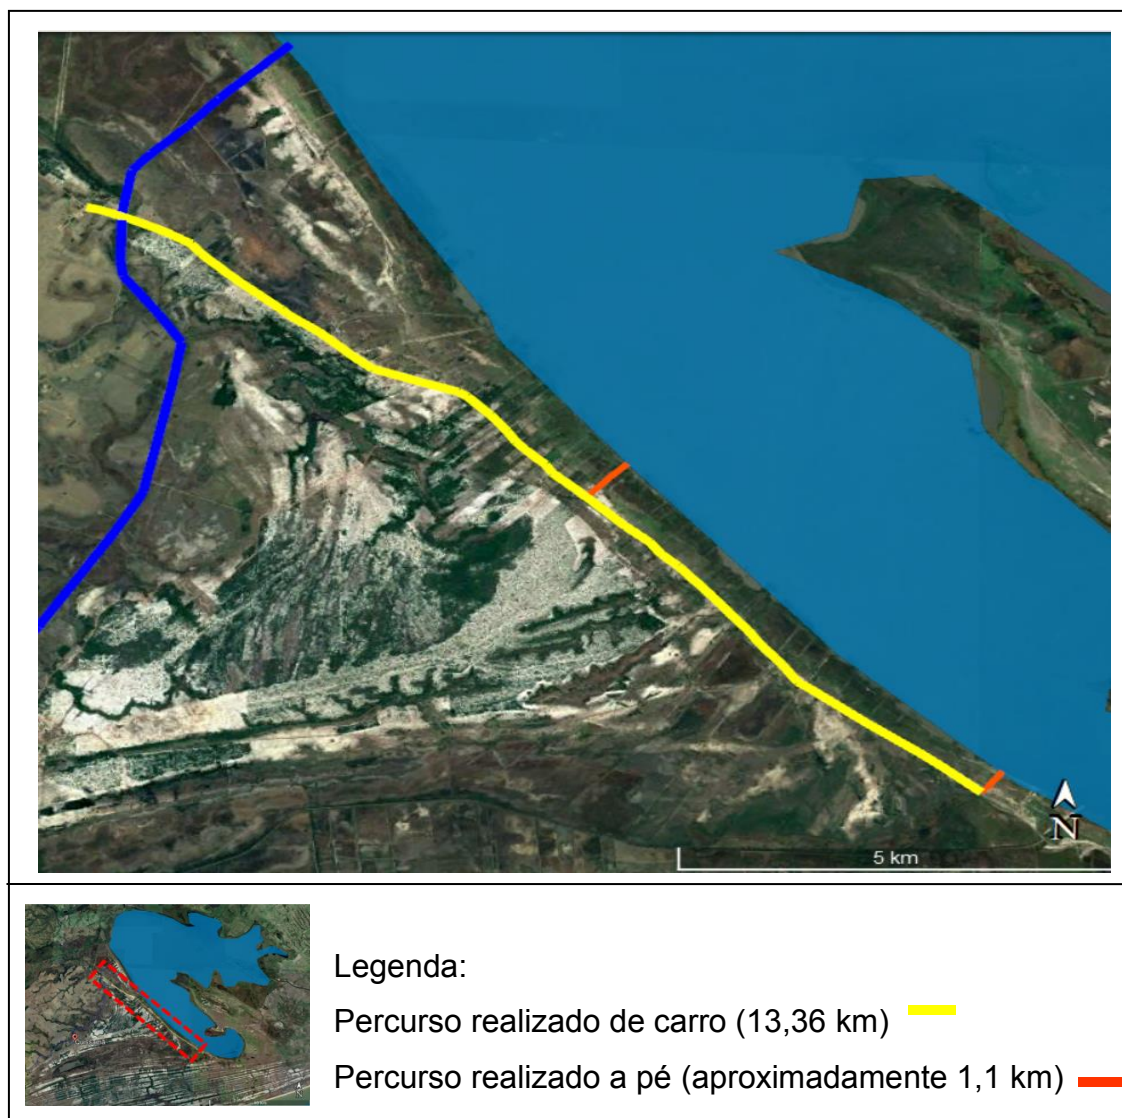 N
5 km
Legenda:
Percurso realizado de carro (13,36 km)
Percurso realizado a pé (aproximadamente 1,1 km)